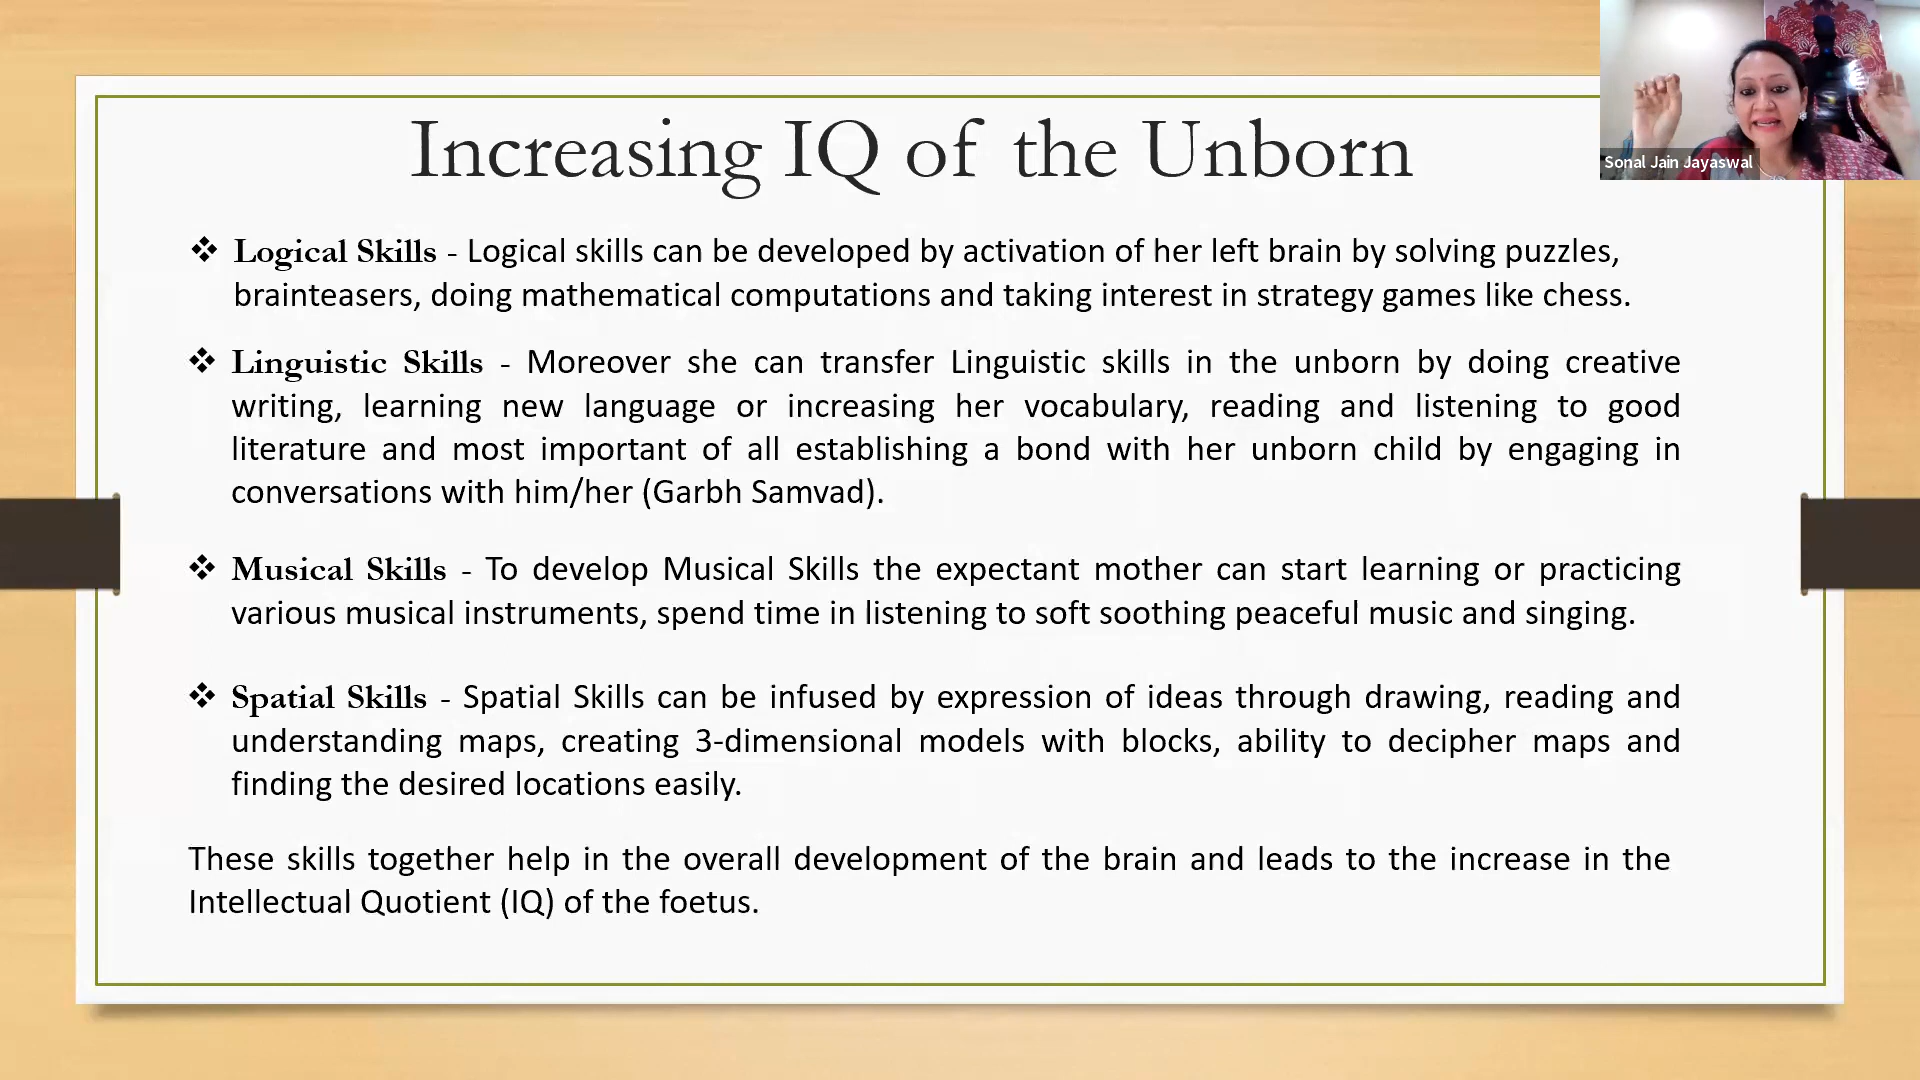 Increasing IQ of the Unborn
Sonal Jain Jayaswal
❖ Logical Skills - Logical skills can be developed by activation of her left brain by solving puzzles,
brainteasers, doing mathematical computations and taking interest in strategy games like chess.
❖ Linguistic Skills - Moreover she can transfer Linguistic skills in the unborn by doing creative
writing, learning new language or increasing her vocabulary, reading and listening to good
literature and most important of all establishing a bond with her unborn child by engaging in
conversations with him/her (Garbh Samvad).
❖ Musical Skills - To develop Musical Skills the expectant mother can start learning or practicing
various musical instruments, spend time in listening to soft soothing peaceful music and singing.
❖ Spatial Skills - Spatial Skills can be infused by expression of ideas through drawing, reading and
understanding maps, creating 3-dimensional models with blocks, ability to decipher maps and
finding the desired locations easily.
These skills together help in the overall development of the brain and leads to the increase in the
Intellectual Quotient (IQ) of the foetus.